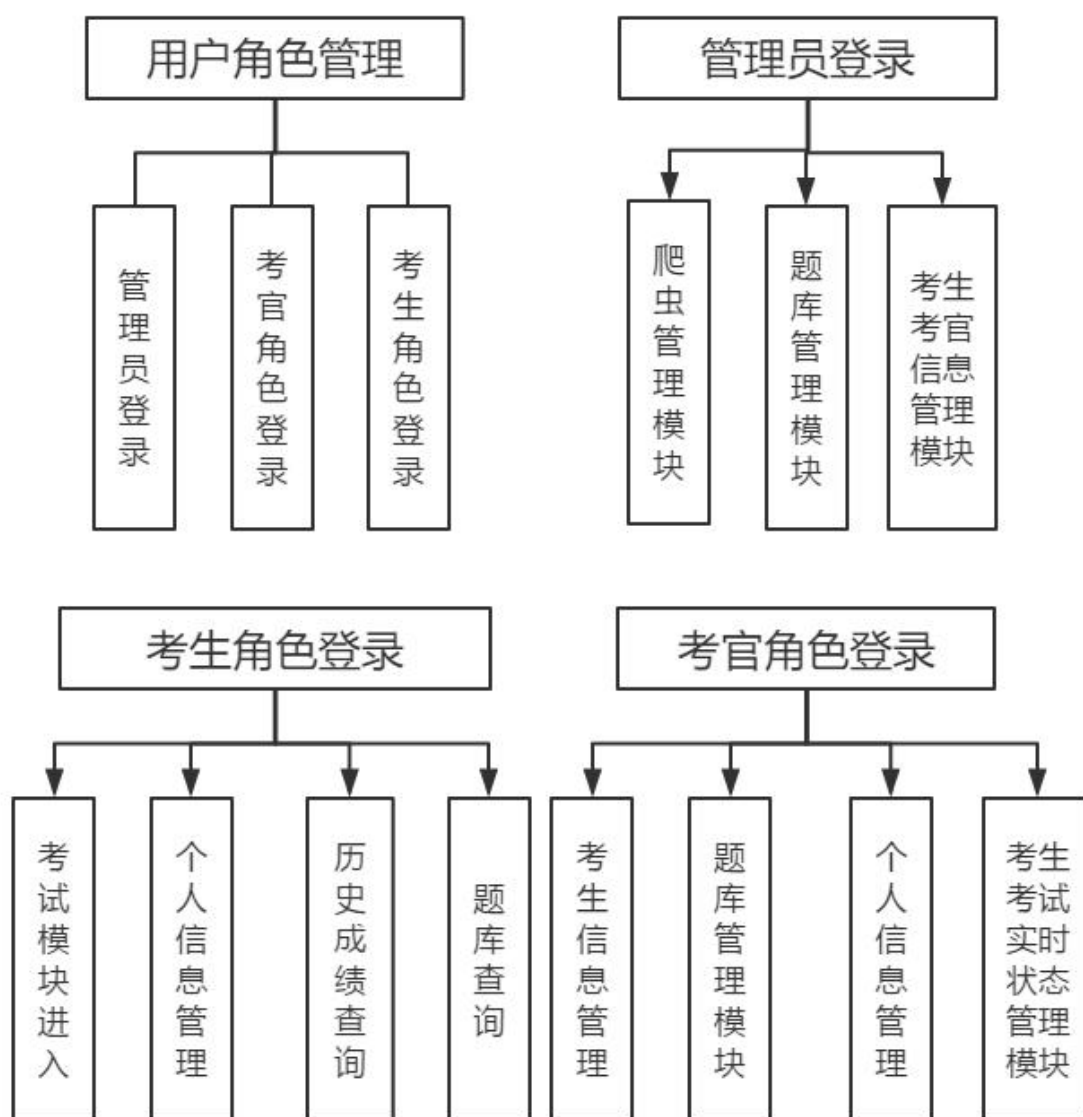 用户角色管理
管理员登录
考官角色登录
考生角色登录
管理员登录
爬虫管理模块
题库管理模块
考生
考官
信息
管理
模块
考生角色登录
考试模块进入
个人信息管理
历史成绩查询
题库查询
考官角色登录
考生信息管理
题库管理模块
个人信息管理
考生
考试
实时
状态
管理
模块